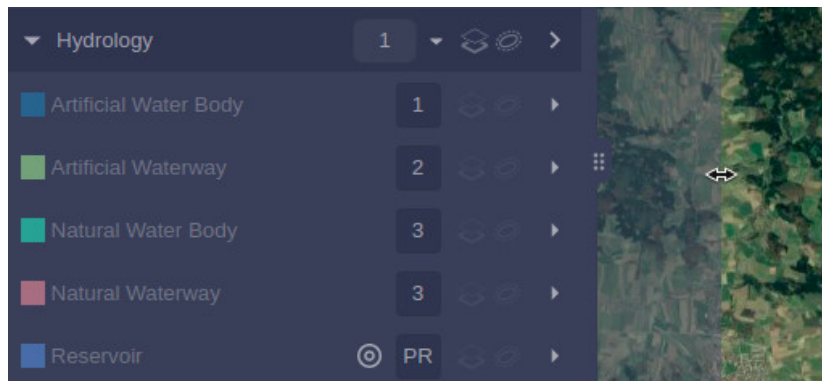 Hydrology 1
Artificial Water Body 1
Artificial Waterway 2
Natural Water Body 3
Natural Waterway 3
Reservoir PR